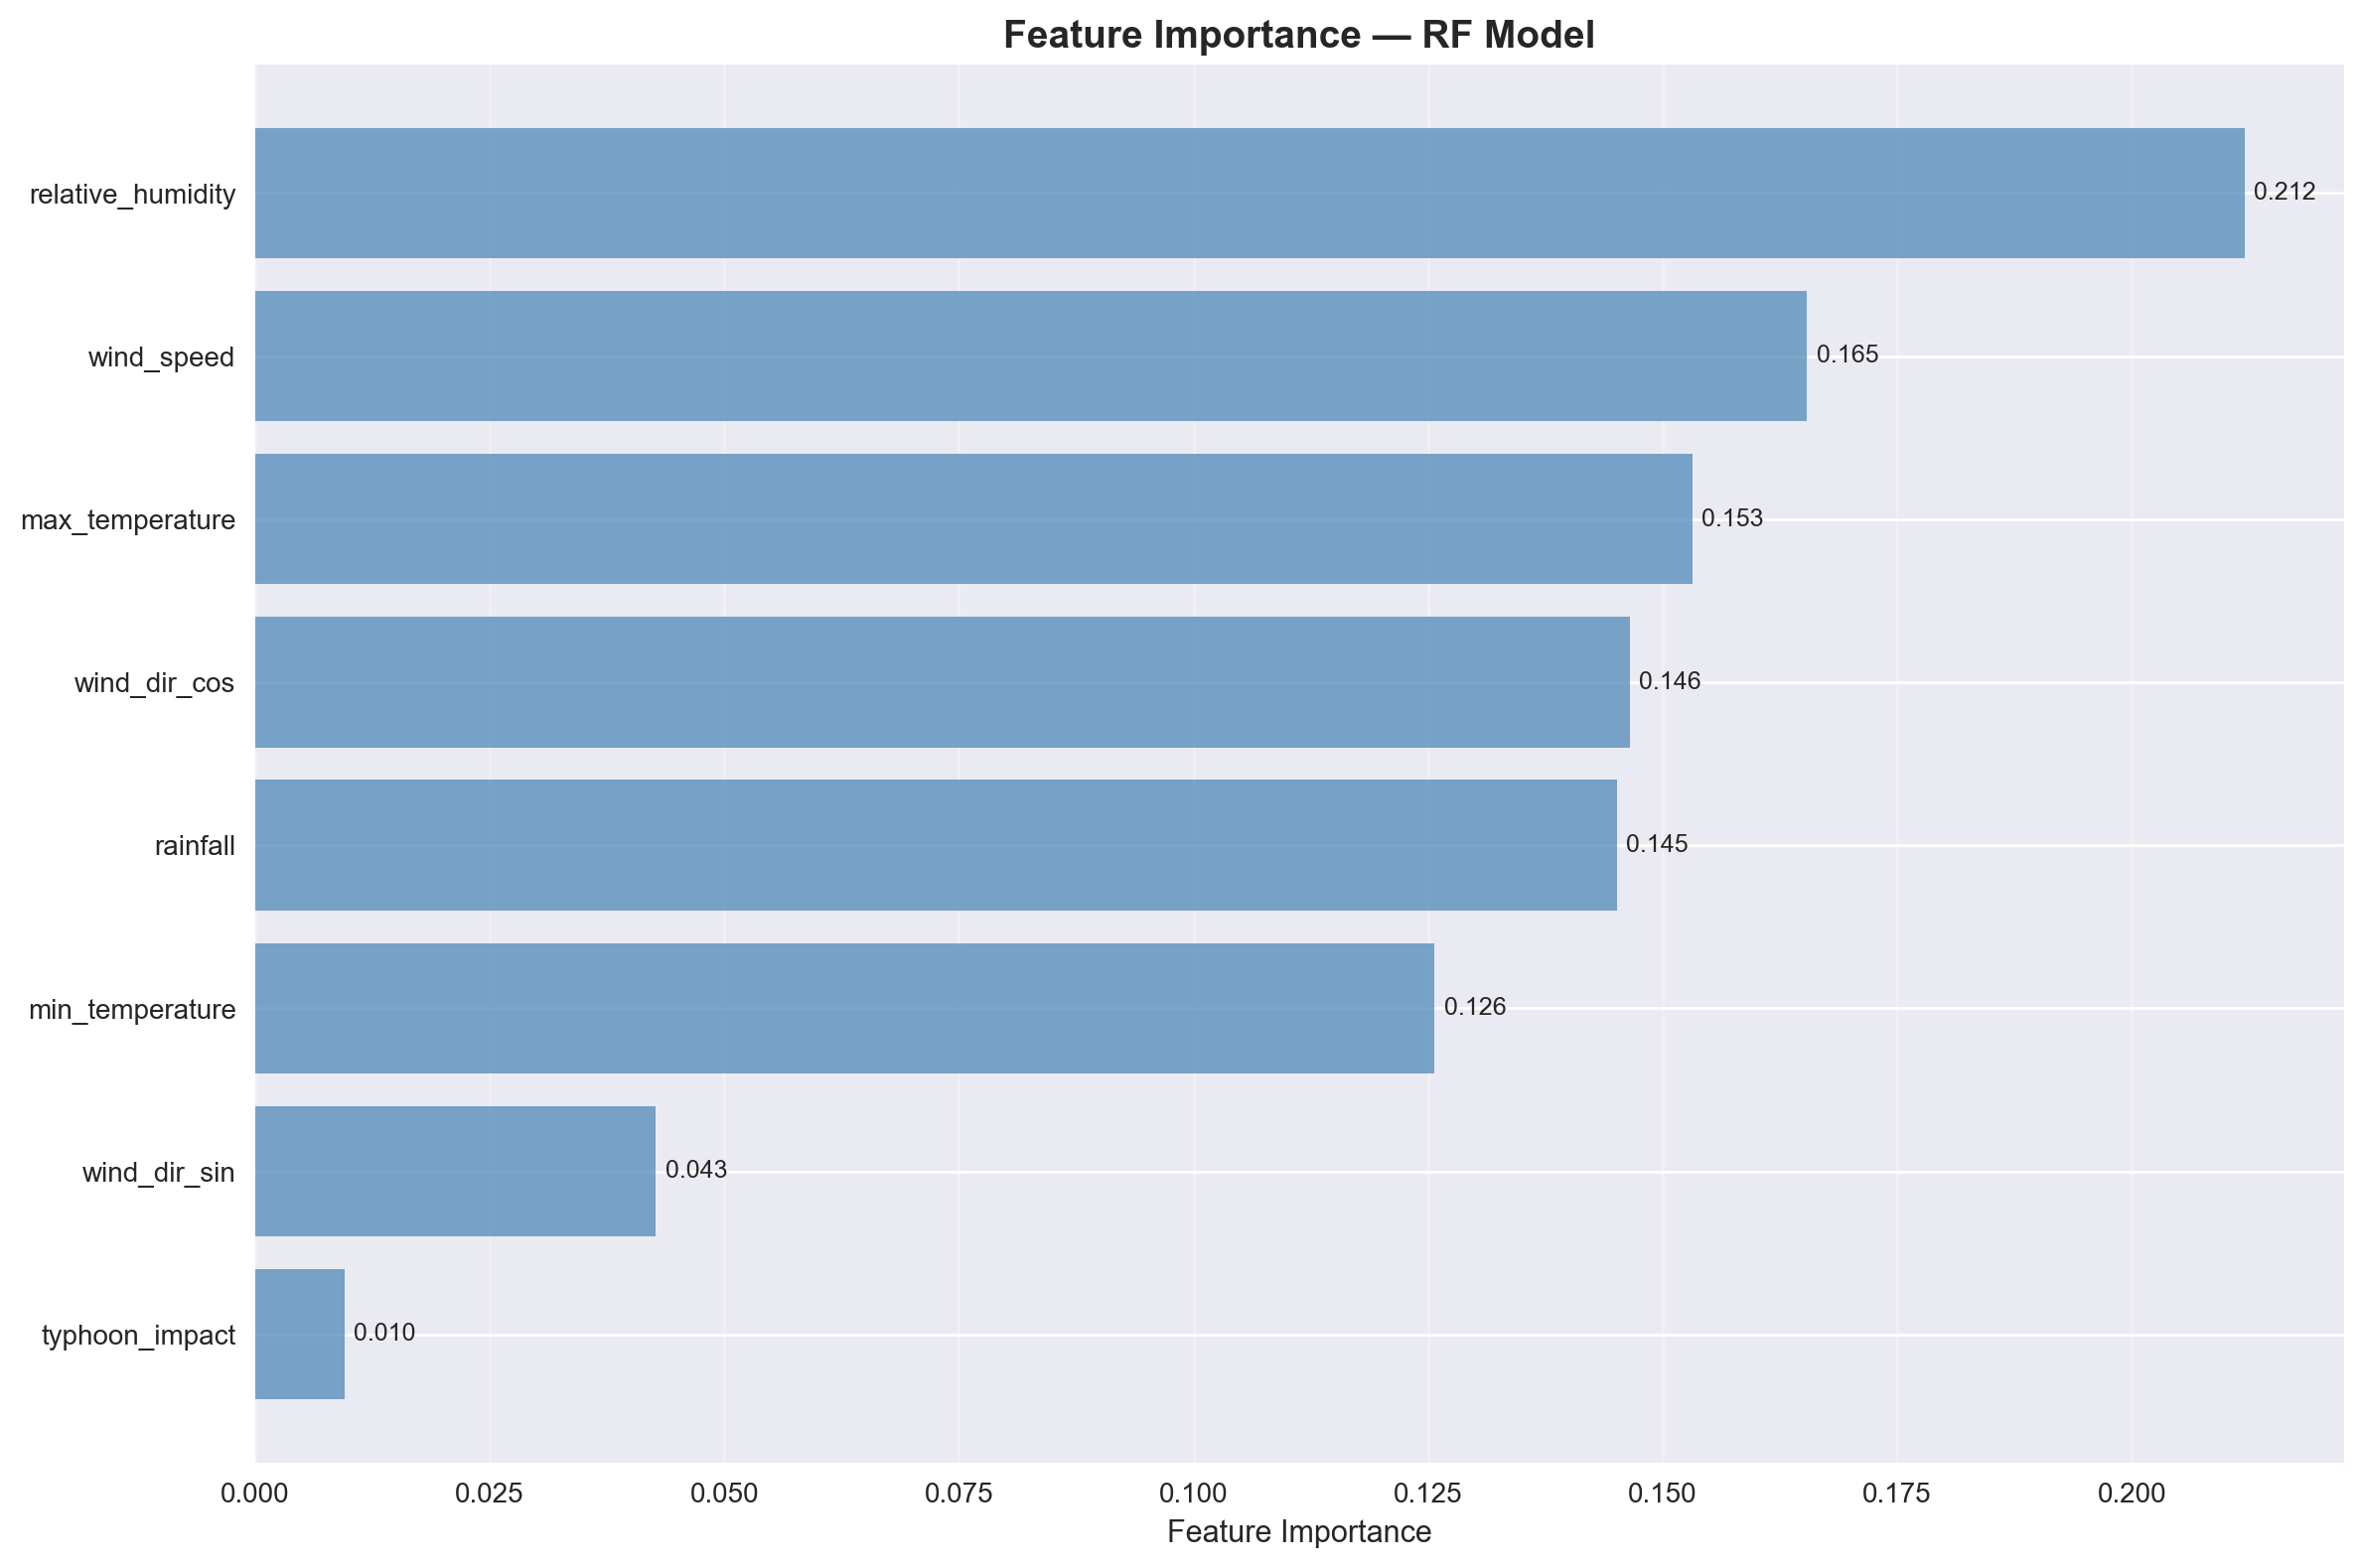 Feature Importance — RF Model
relative_humidity
0.212
wind_speed
0.165
max_temperature
0.153
wind_dir_cos
0.146
rainfall
0.145
min_temperature
0.126
wind_dir_sin
0.043
typhoon_impact
0.010
0.000 0.025 0.050 0.075 0.100 0.125 0.150 0.175 0.200
Feature Importance